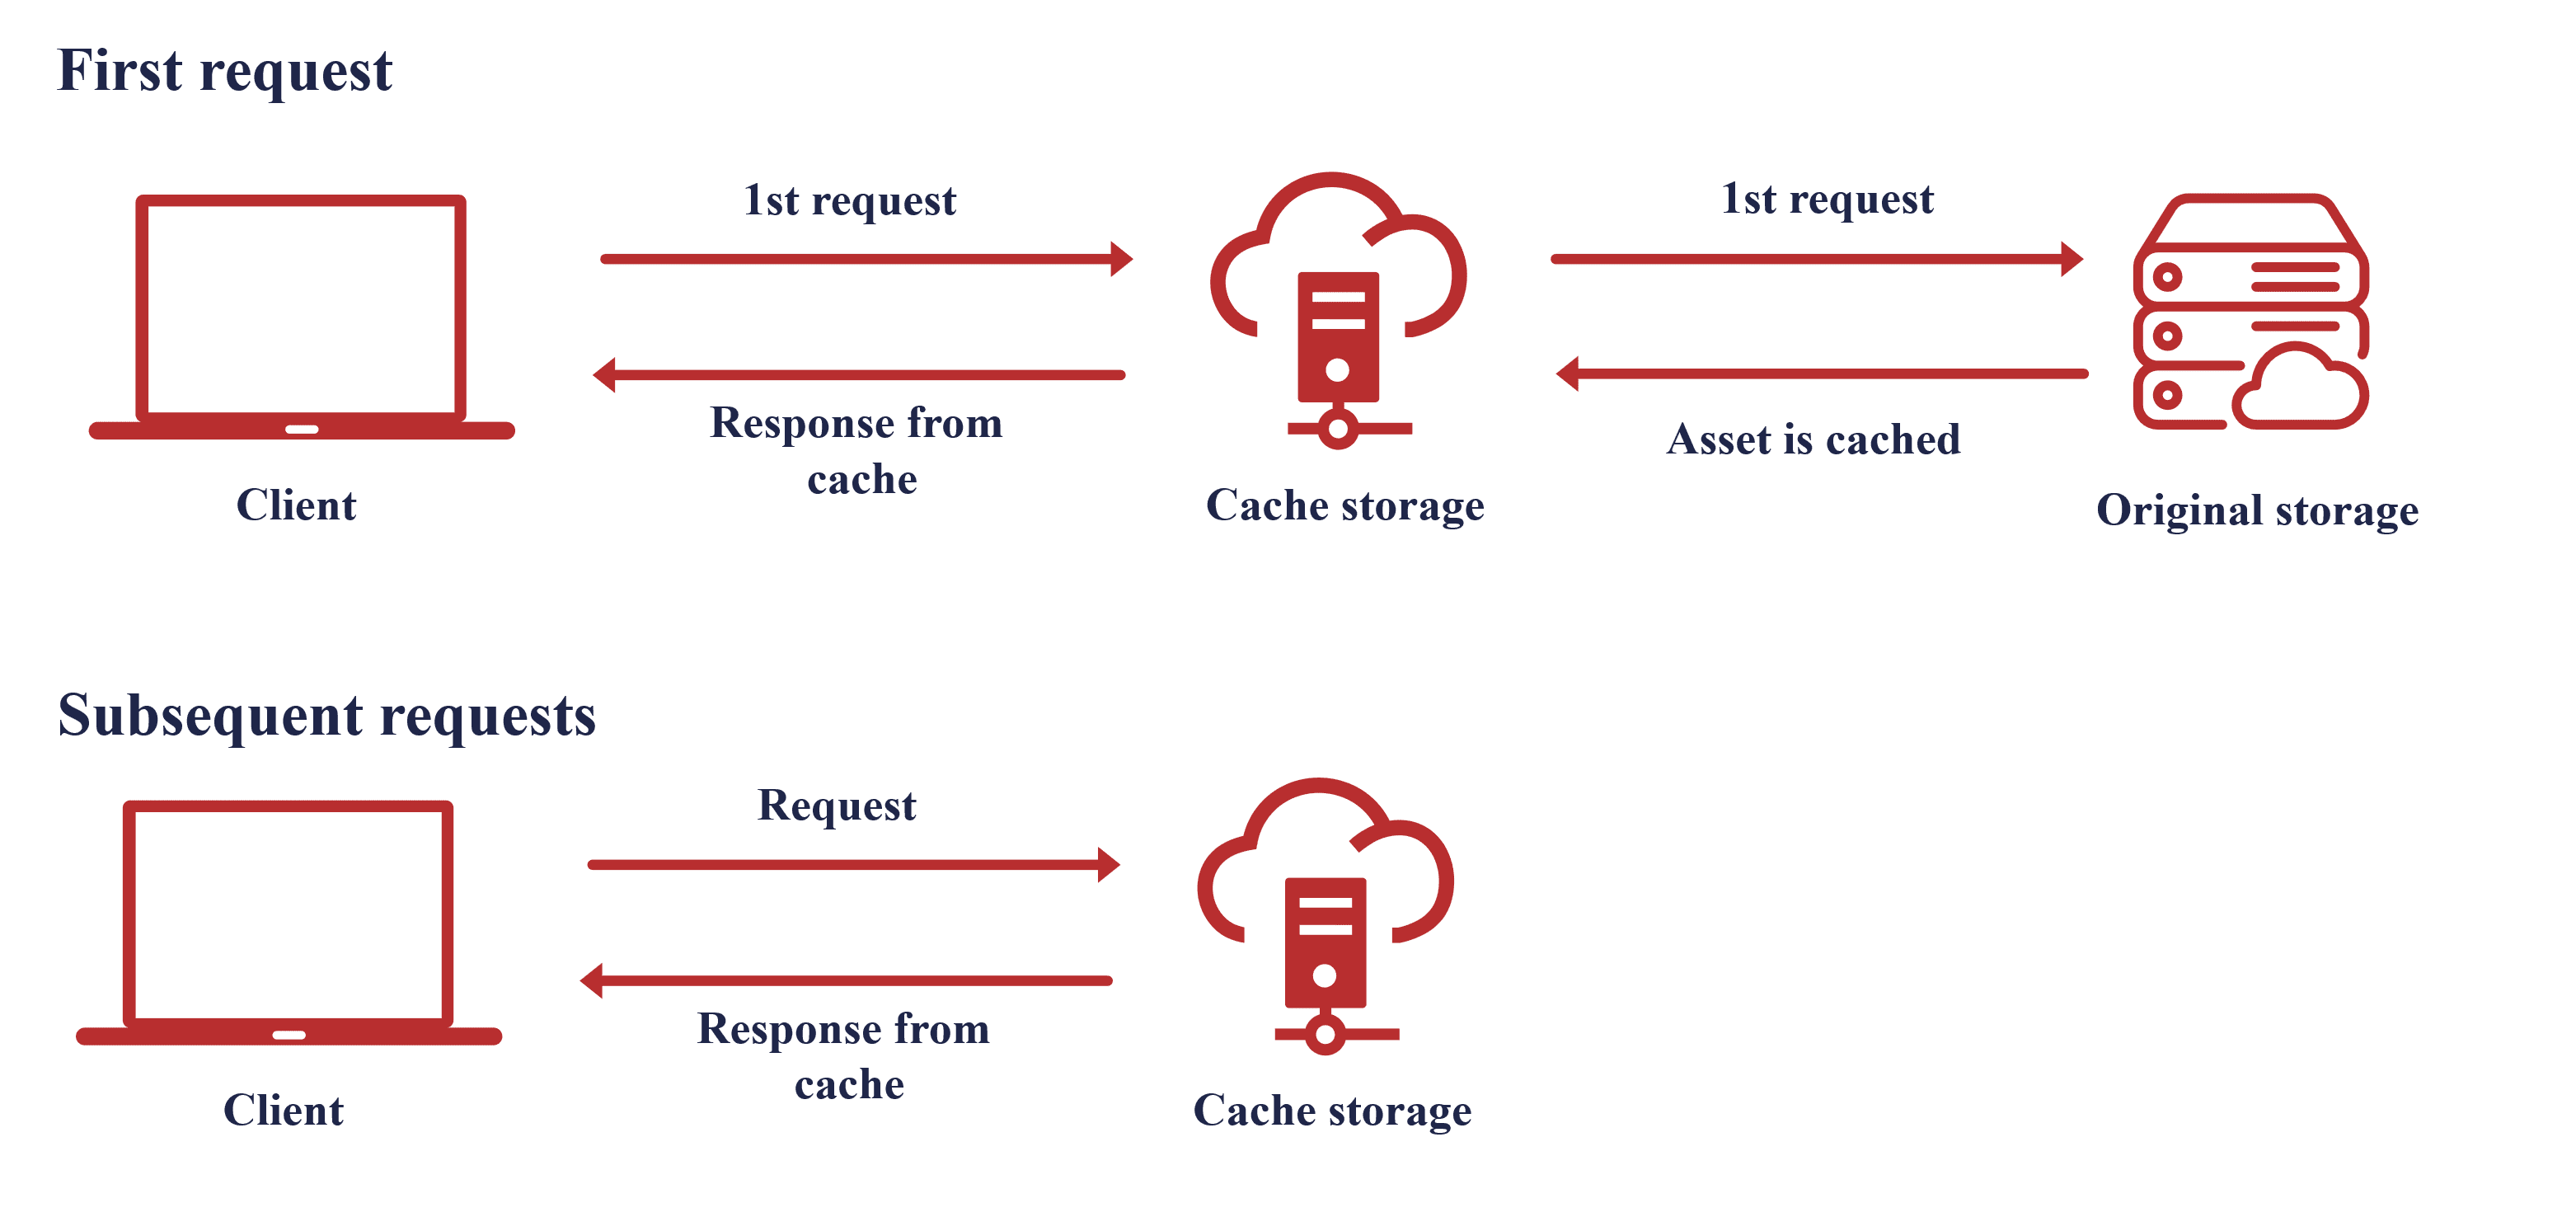 First request
1st request
1st request
Response from
cache
Asset is cached
Client
Cache storage
Original storage
Subsequent requests
Request
Response from
cache
Client
Cache storage